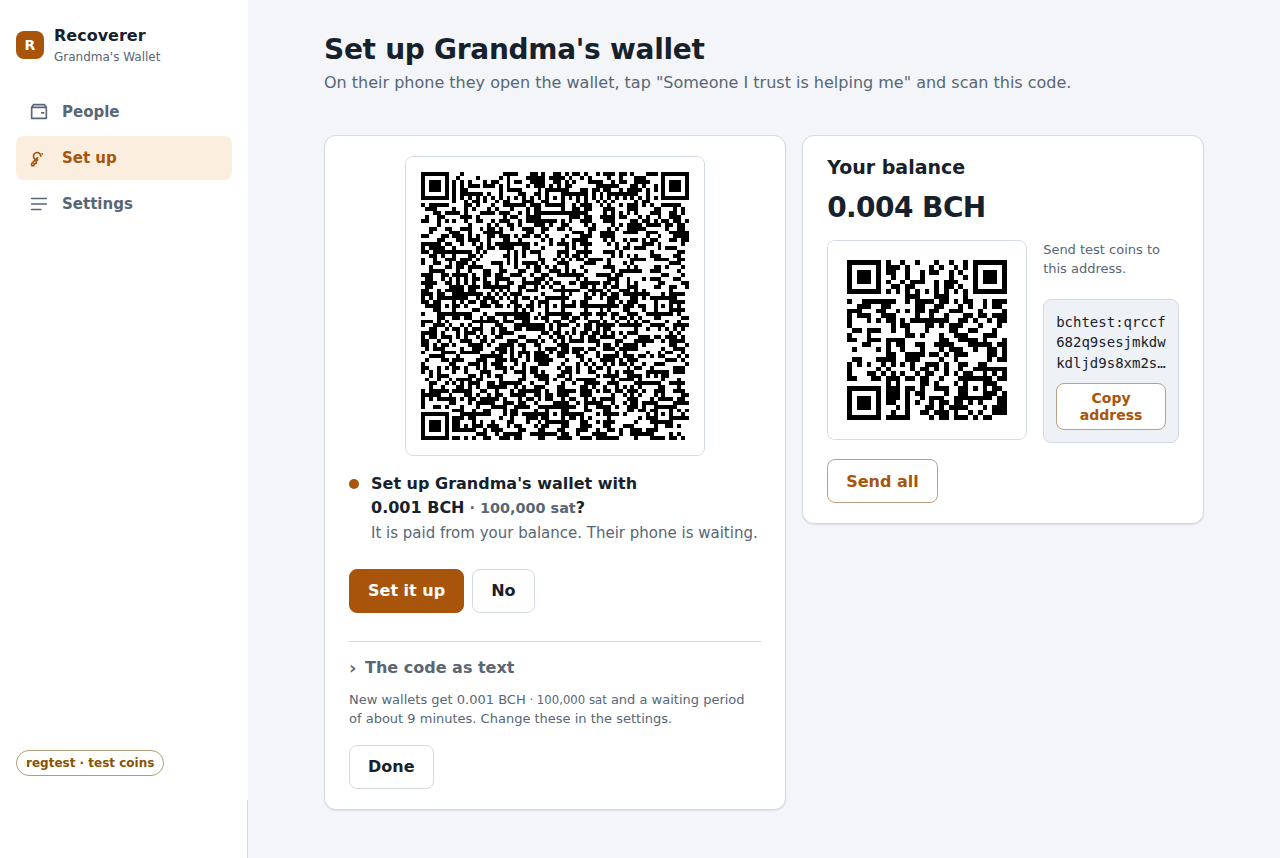 R
Recoverer
Grandma's Wallet
People
Set up
Settings
regtest · test coins
Set up Grandma's wallet
On their phone they open the wallet, tap "Someone I trust is helping me" and scan this code.
Set up Grandma's wallet with
0.001 BCH · 100,000 sat?
It is paid from your balance. Their phone is waiting.
Set it up
No
› The code as text
New wallets get 0.001 BCH · 100,000 sat and a waiting period
of about 9 minutes. Change these in the settings.
Done
Your balance
0.004 BCH
Send test coins to
this address.
bchtest:qrccf
682q9sesjmkdw
kdljd9s8xm2s…
Copy
address
Send all